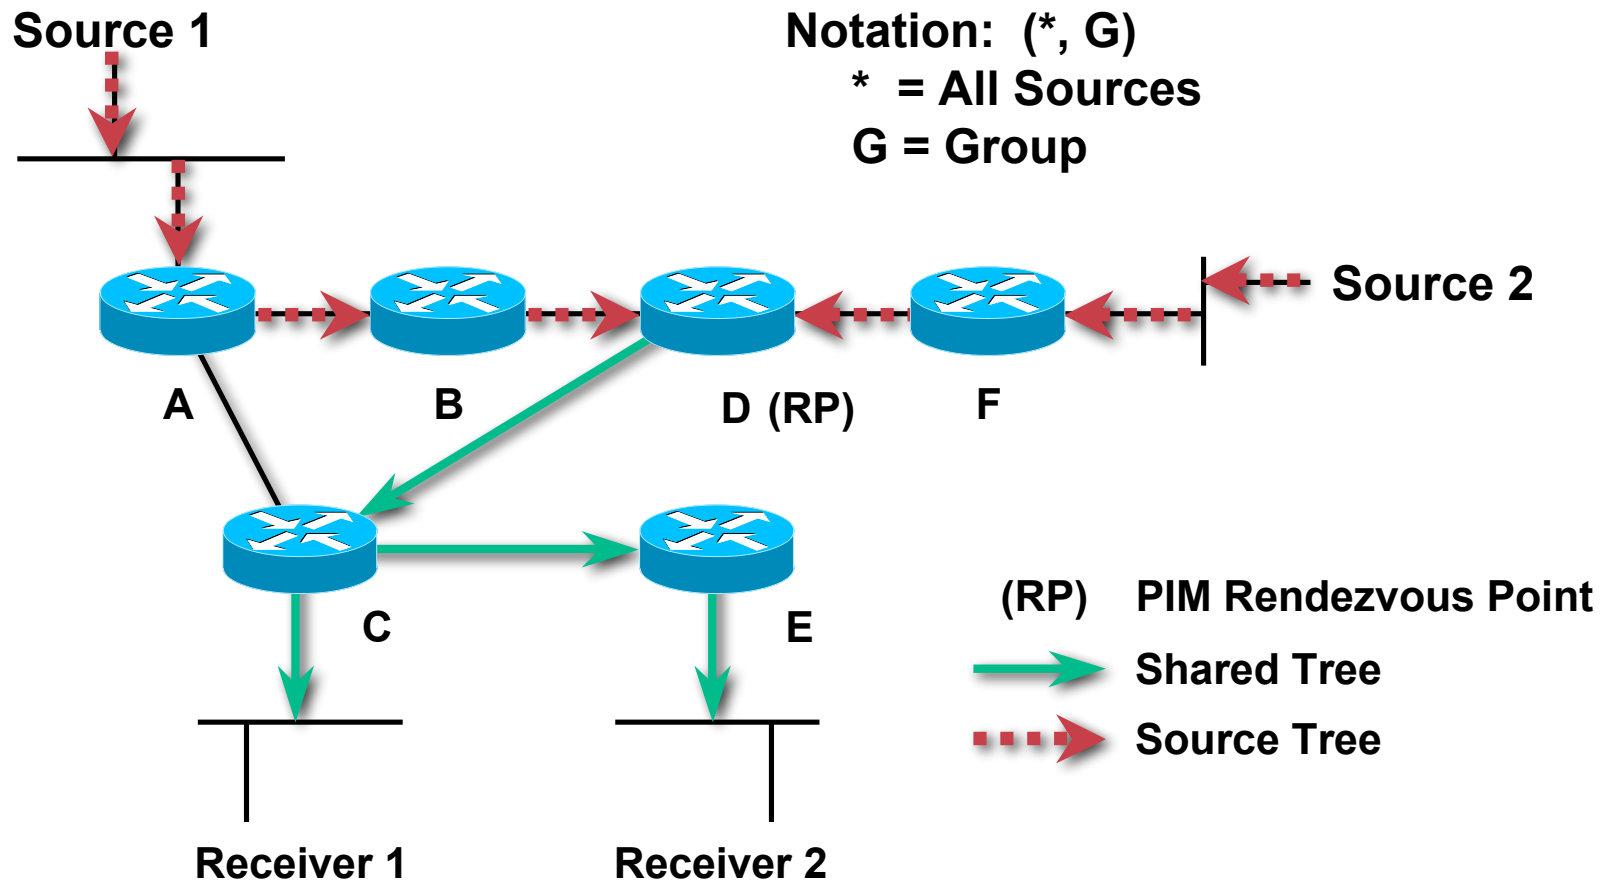 Source 1
Notation: (*, G)
* = All Sources
G = Group
Source 2
A
B
D (RP)
F
C
E
(RP) PIM Rendezvous Point
Shared Tree
Source Tree
Receiver 1
Receiver 2